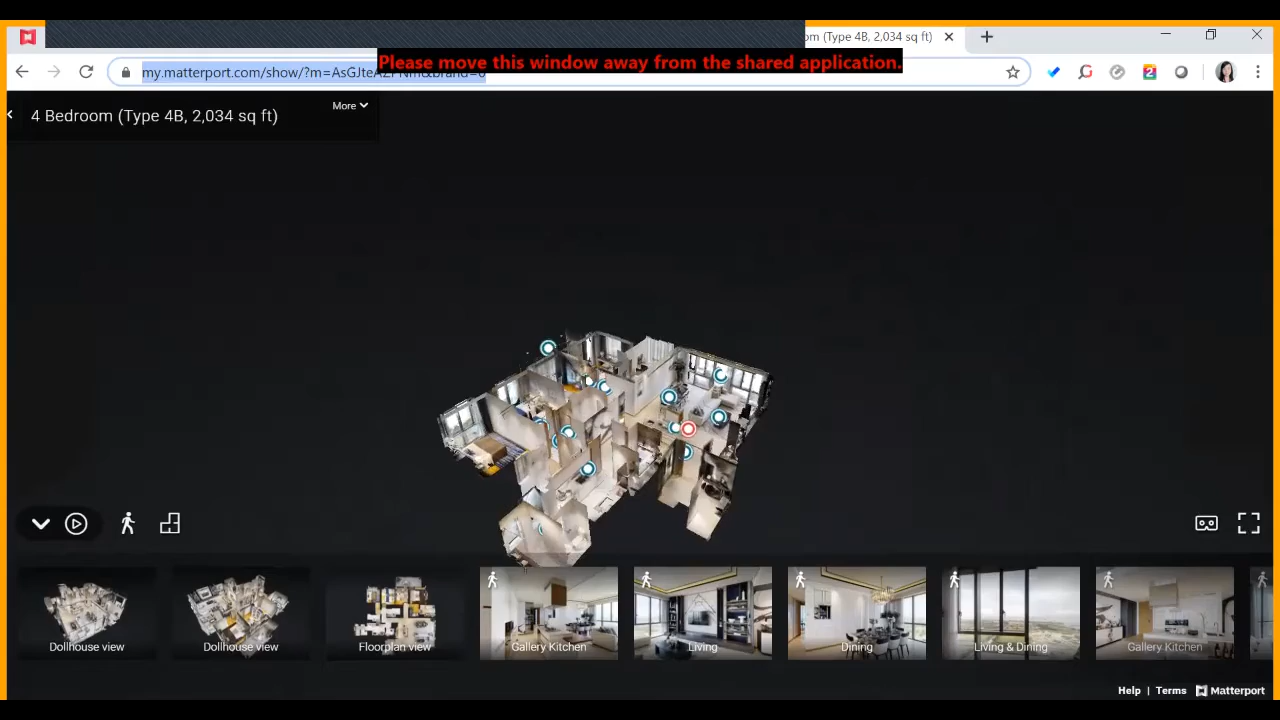 om (Type 4B, 2,034 sq ft)
Please move this window away from the shared application.
my.matterport.com/show/?m=
4 Bedroom (Type 4B, 2,034 sq ft)
More
Dollhouse view
Dollhouse view
Floorplan view
Gallery Kitchen
Living
Dining
Living & Dining
Gallery Kitchen
Help | Terms Matterport